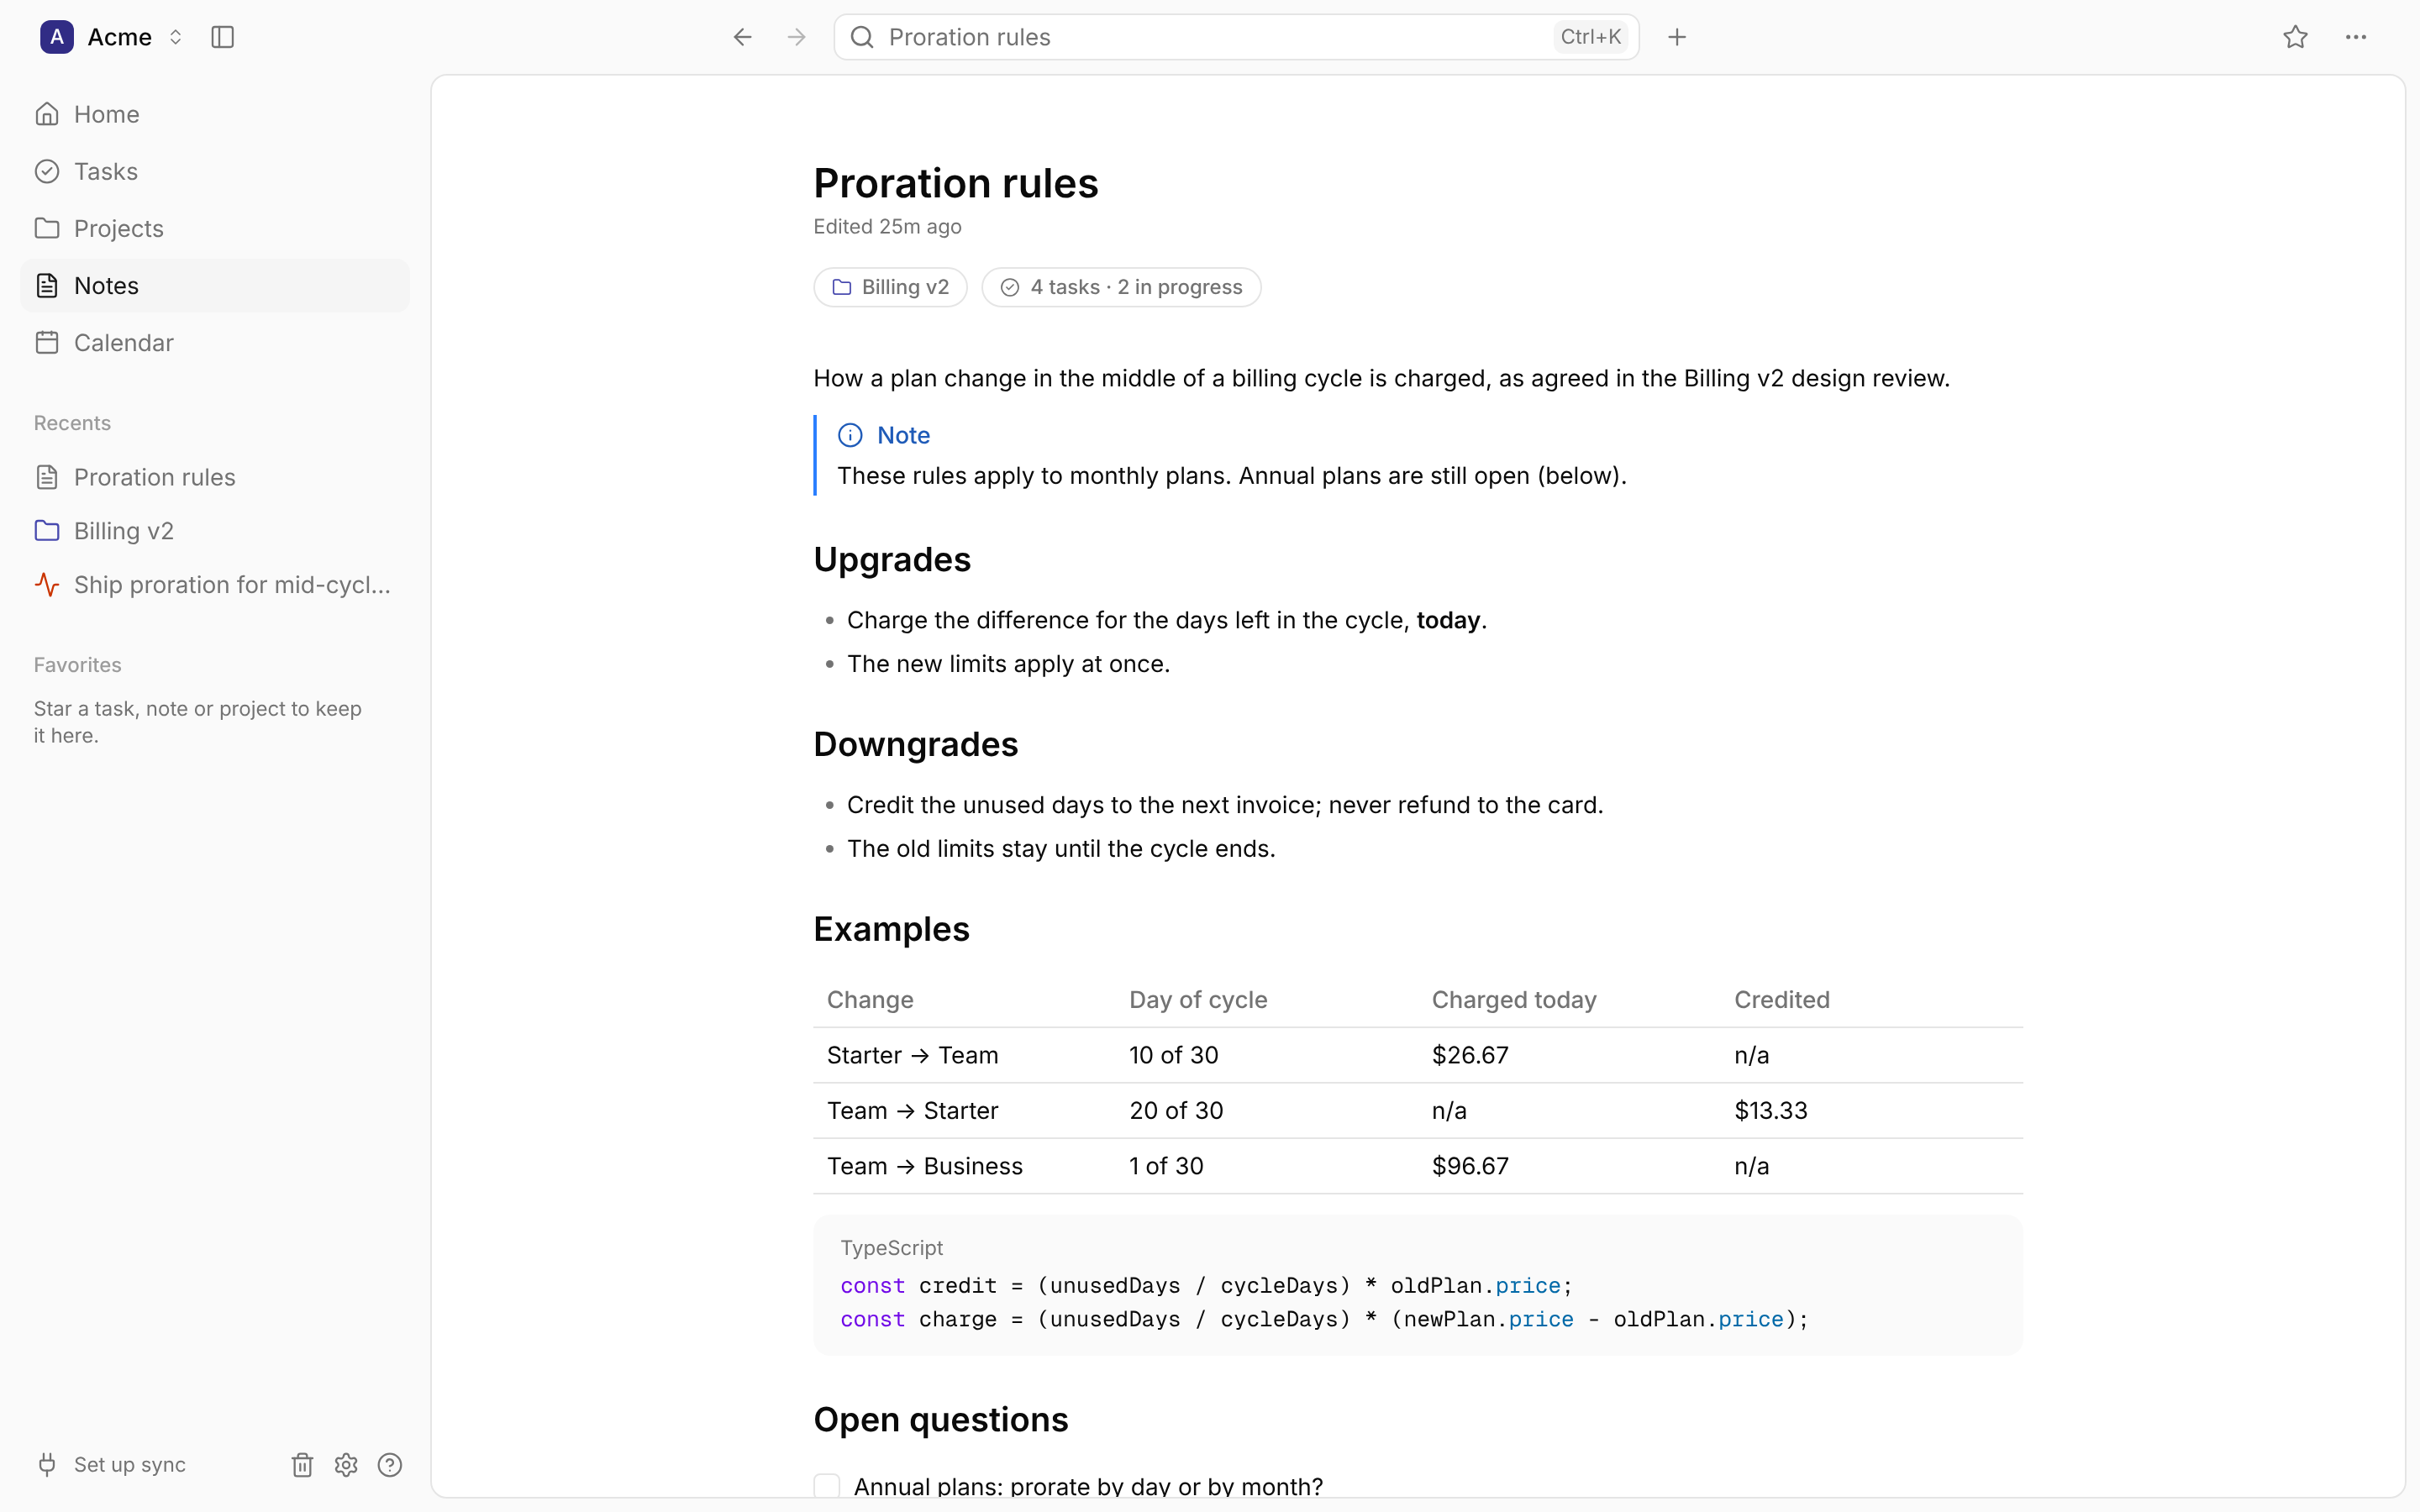 A Acme
Proration rules Ctrl+K
Home
Tasks
Projects
Notes
Calendar
Recents
Proration rules
Billing v2
Ship proration for mid-cycl...
Favorites
Star a task, note or project to keep
it here.
Set up sync
Proration rules
Edited 25m ago
Billing v2 4 tasks · 2 in progress
How a plan change in the middle of a billing cycle is charged, as agreed in the Billing v2 design review.
Note
These rules apply to monthly plans. Annual plans are still open (below).
Upgrades
• Charge the difference for the days left in the cycle, today.
• The new limits apply at once.
Downgrades
• Credit the unused days to the next invoice; never refund to the card.
• The old limits stay until the cycle ends.
Examples
Change Day of cycle Charged today Credited
Starter → Team 10 of 30 $26.67 n/a
Team → Starter 20 of 30 n/a $13.33
Team → Business 1 of 30 $96.67 n/a
TypeScript
const credit = (unusedDays / cycleDays) * oldPlan.price;
const charge = (unusedDays / cycleDays) * (newPlan.price - oldPlan.price);
Open questions
Annual plans: prorate by day or by month?